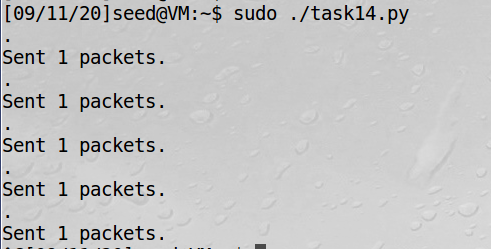 [09/11/20]seed@VM:~$ sudo ./task14.py
.
Sent 1 packets.
.
Sent 1 packets.
.
Sent 1 packets.
.
Sent 1 packets.
.
Sent 1 packets.